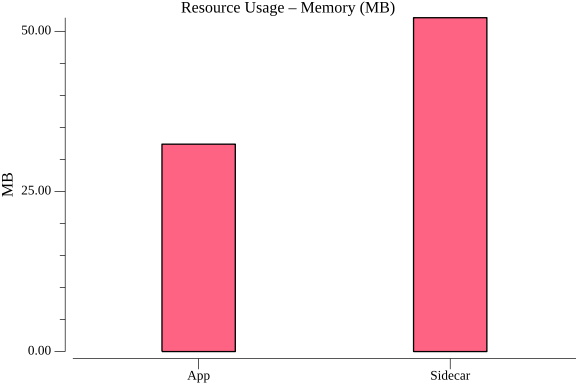 Resource Usage – Memory (MB)
50.00
25.00
0.00
MB
App
Sidecar